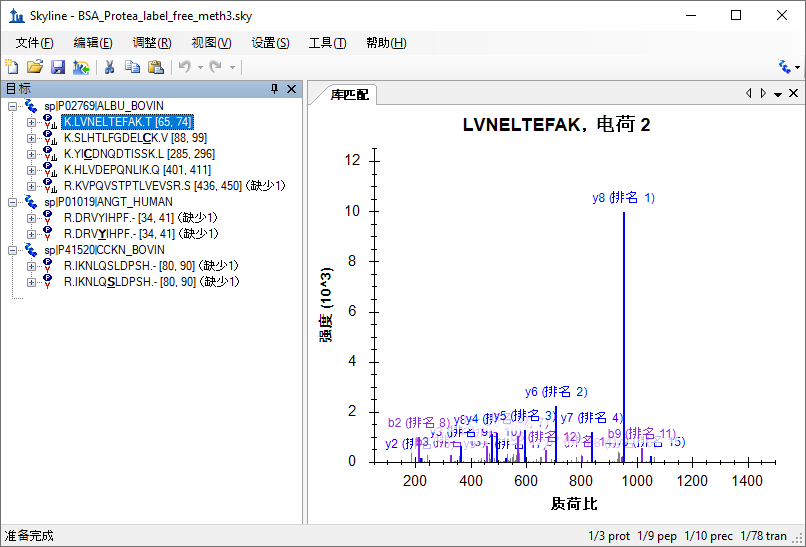 Skyline - BSA_Protea_label_free_meth3.sky
文件(F) 编辑(E) 调整(R) 视图(V) 设置(S) 工具(T) 帮助(H)
目标
sp|P02769|ALBU_BOVIN
K.LVNELTEFAK.T [65, 74]
K.SLHTLFGDELCK.V [88, 99]
K.YICDNQDTISSK.L [285, 296]
K.HLVDEPQNLIK.Q [401, 411]
R.KVPQVSTPTLVEVSR.S [436, 450] (缺少1)
sp|P01019|ANGT_HUMAN
R.DRVYIHPF.- [34, 41] (缺少1)
R.DRVYIHPF.- [34, 41] (缺少1)
sp|P41520|CCKN_BOVIN
R.IKNLQSLDPSH.- [80, 90] (缺少1)
R.IKNLQSLDPSH.- [80, 90] (缺少1)
库匹配
LVNELTEFAK, 电荷 2
强度 (10^3)
12
10
8
6
4
2
0
y8 (排名 1)
y6 (排名 2)
y5 (排名 3)
y7 (排名 4)
b2 (排名 8)
b9 (排名 11)
200 400 600 800 1000 1200 1400
质荷比
准备完成
1/3 prot 1/9 pep 1/10 prec 1/78 tran